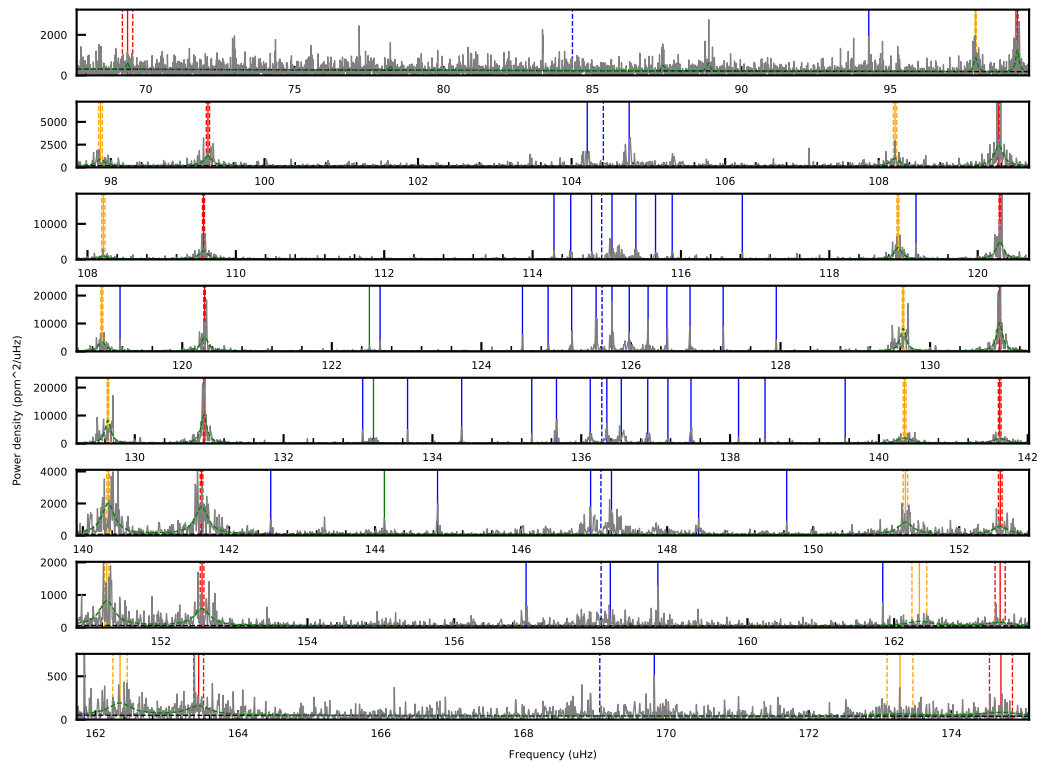 2000
0
70 75 80 85 90 95
5000
2500
0
98 100 102 104 106 108
10000
0
108 110 112 114 116 118 120
20000
10000
0
120 122 124 126 128 130
20000
10000
0
130 132 134 136 138 140 142
4000
2000
0
140 142 144 146 148 150 152
2000
1000
0
152 154 156 158 160 162
500
0
162 164 166 168 170 172 174
Power density (ppm^2/uHz)
Frequency (uHz)